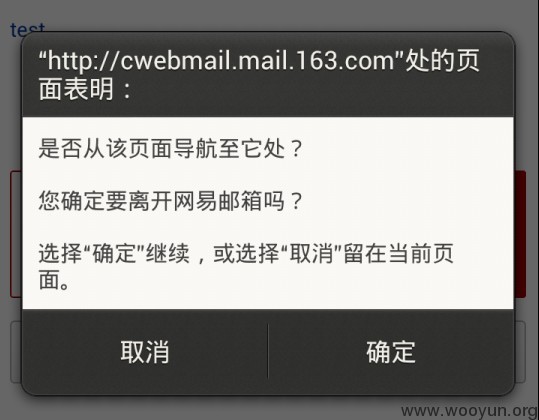 test
“http://cwebmail.mail.163.com”处的页
面表明：
是否从该页面导航至它处？
您确定要离开网易邮箱吗？
选择“确定”继续，或选择“取消”留在当前页
面。
取消
确定
www.wooyun.org